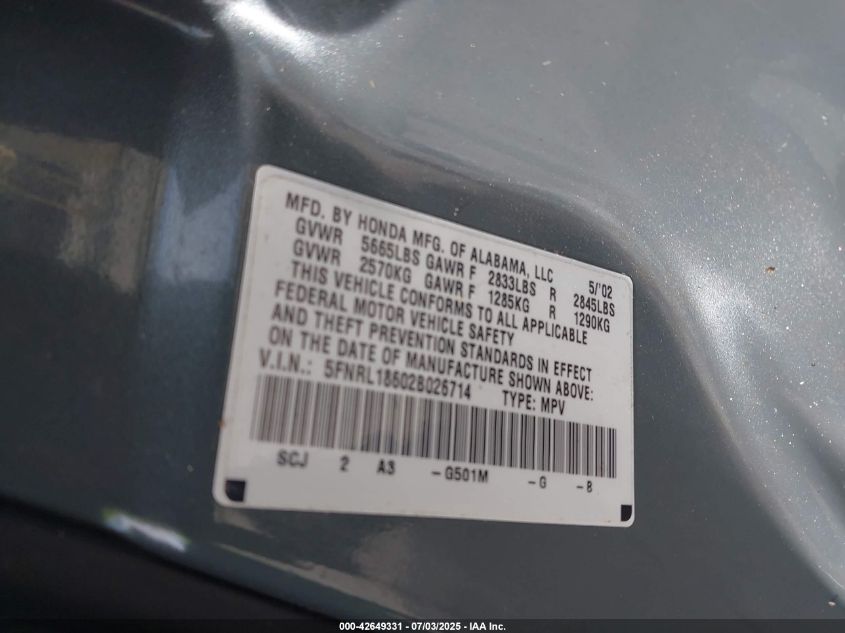 MFD. BY HONDA MFG. OF ALABAMA, LLC 5/'02
GVWR 5665LBS GAWR F 2833LBS R 2845LBS
GVWR 2570KG GAWR F 1285KG R 1290KG
THIS VEHICLE CONFORMS TO ALL APPLICABLE
FEDERAL MOTOR VEHICLE SAFETY
AND THEFT PREVENTION STANDARDS IN EFFECT
ON THE DATE OF MANUFACTURE SHOWN ABOVE:
V.I.N.: 5FNRL18602B026714 TYPE: MPV
SCJ 2 A3 -G501M -G -B
000-42649331 - 07/03/2025 - IAA Inc.